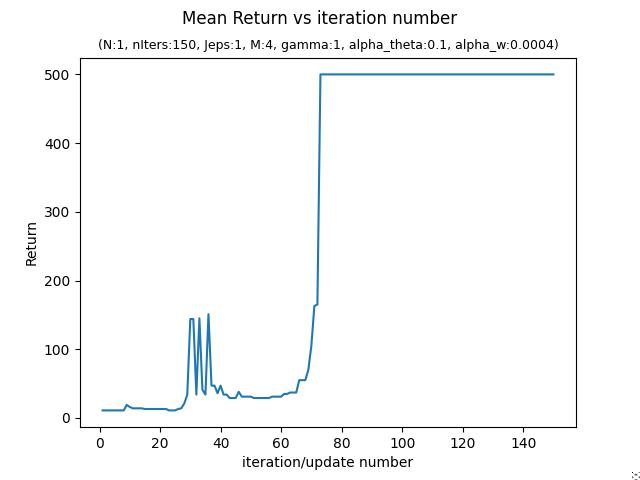 Mean Return vs iteration number
(N:1, nIters:150, Jeps:1, M:4, gamma:1, alpha_theta:0.1, alpha_w:0.0004)
500
400
300
200
100
0
Return
0 20 40 60 80 100 120 140
iteration/update number